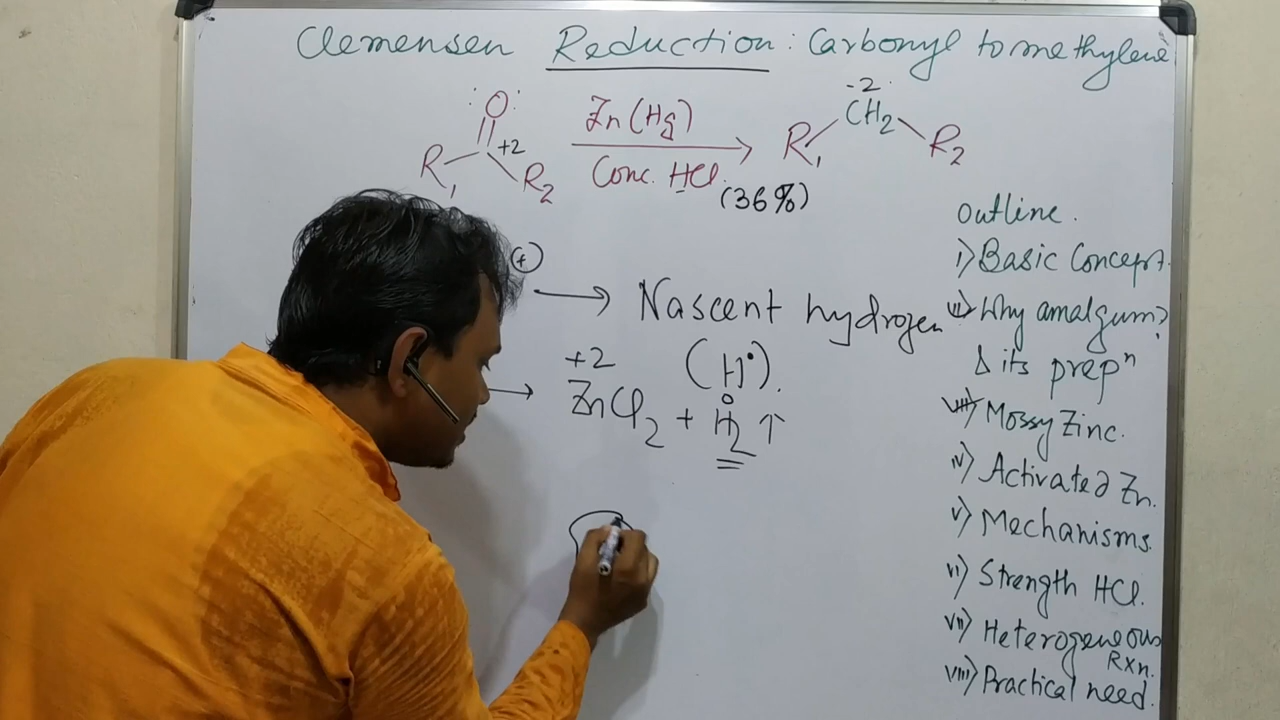 Clemensen Reduction: Carbonyl to methylene
:O: Zn(Hg) -2
+2 CH2
R1 R2 Conc. HCl R1 R2
(36%)
(+) → Nascent hydrogen
(H•).
+2 0
→ ZnCl2 + H2 ↑
outline.
i) Basic Concept.
ii) Why amalgum?
& its prepn
viii) Mossy Zinc.
iv) Activated Zn.
v) Mechanisms.
vi) Strength HCl.
vii) Heterogeneous
Rxn.
viii) Practical need.